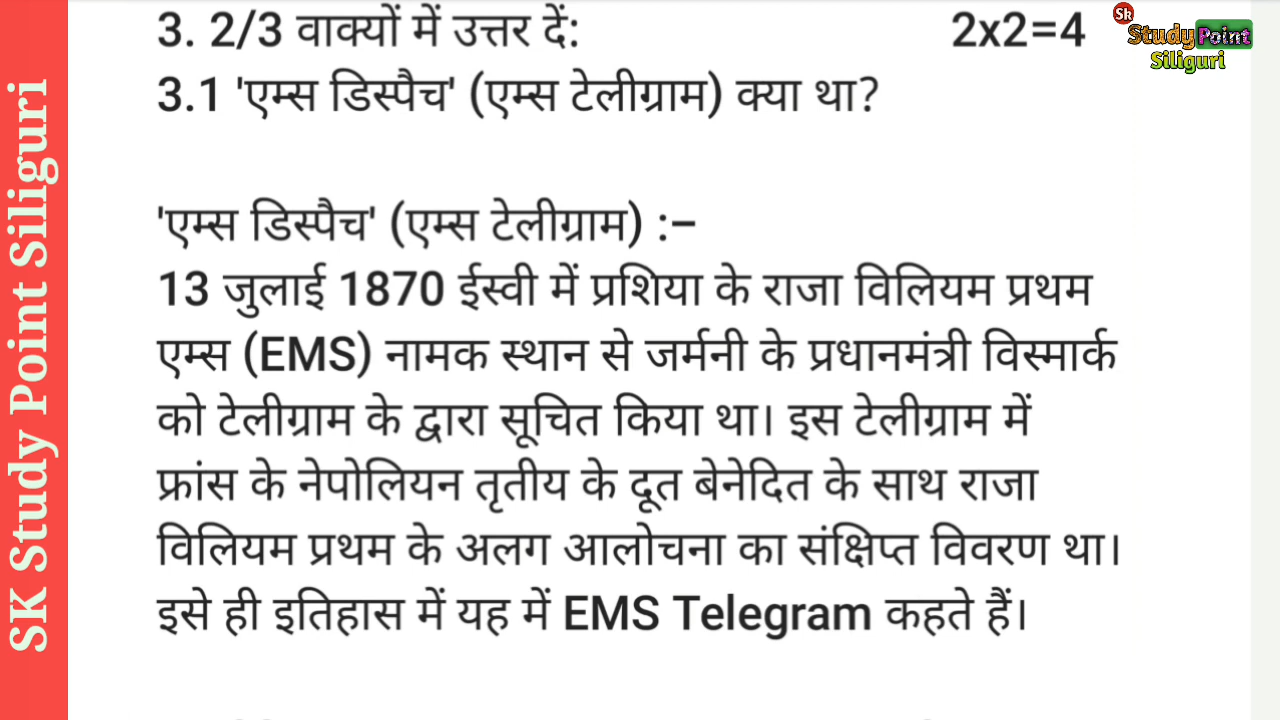 3. 2/3 वाक्यों में उत्तर दें: 2x2=4
Sk
Study Point
Siliguri
3.1 'एम्स डिस्पैच' (एम्स टेलीग्राम) क्या था?
'एम्स डिस्पैच' (एम्स टेलीग्राम) :–
13 जुलाई 1870 ईस्वी में प्रशिया के राजा विलियम प्रथम
एम्स (EMS) नामक स्थान से जर्मनी के प्रधानमंत्री विस्मार्क
को टेलीग्राम के द्वारा सूचित किया था। इस टेलीग्राम में
फ्रांस के नेपोलियन तृतीय के दूत बेनेदित के साथ राजा
विलियम प्रथम के अलग आलोचना का संक्षिप्त विवरण था।
इसे ही इतिहास में यह में EMS Telegram कहते हैं।
SK Study Point Siliguri